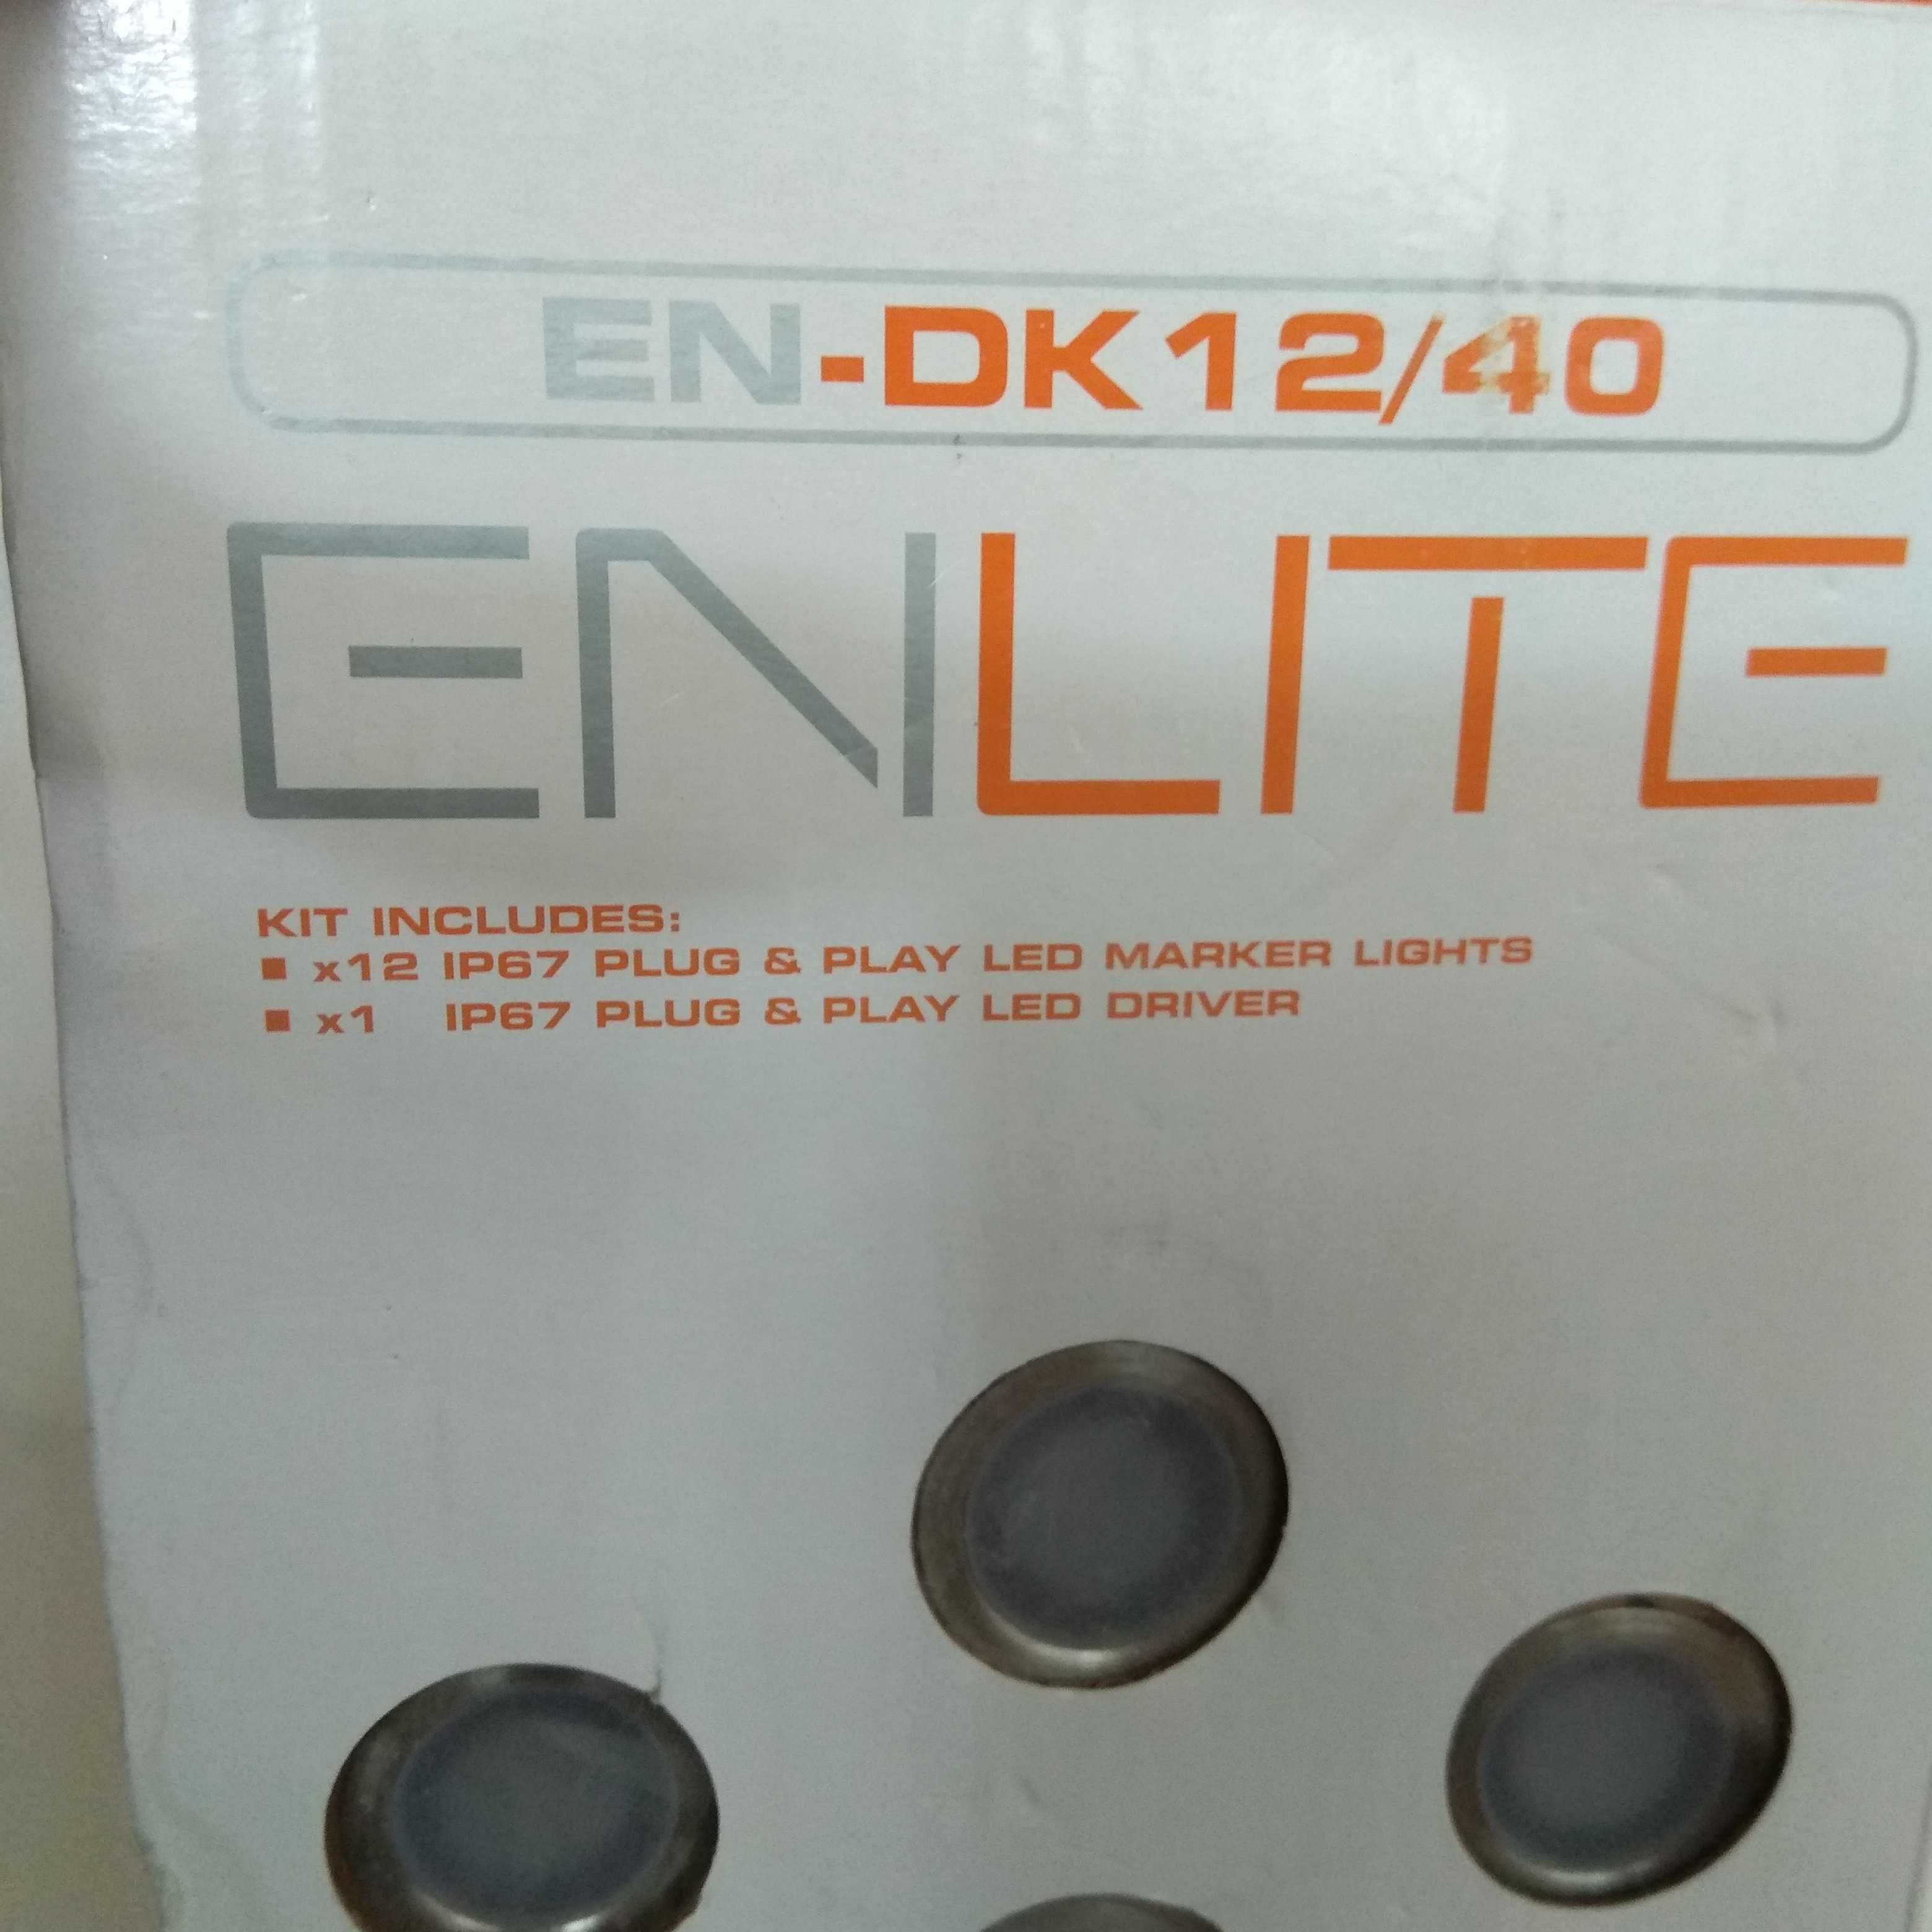 EN-DK12/40
ENLITE
KIT INCLUDES:
■ x12 IP67 PLUG & PLAY LED MARKER LIGHTS
■ x1 IP67 PLUG & PLAY LED DRIVER